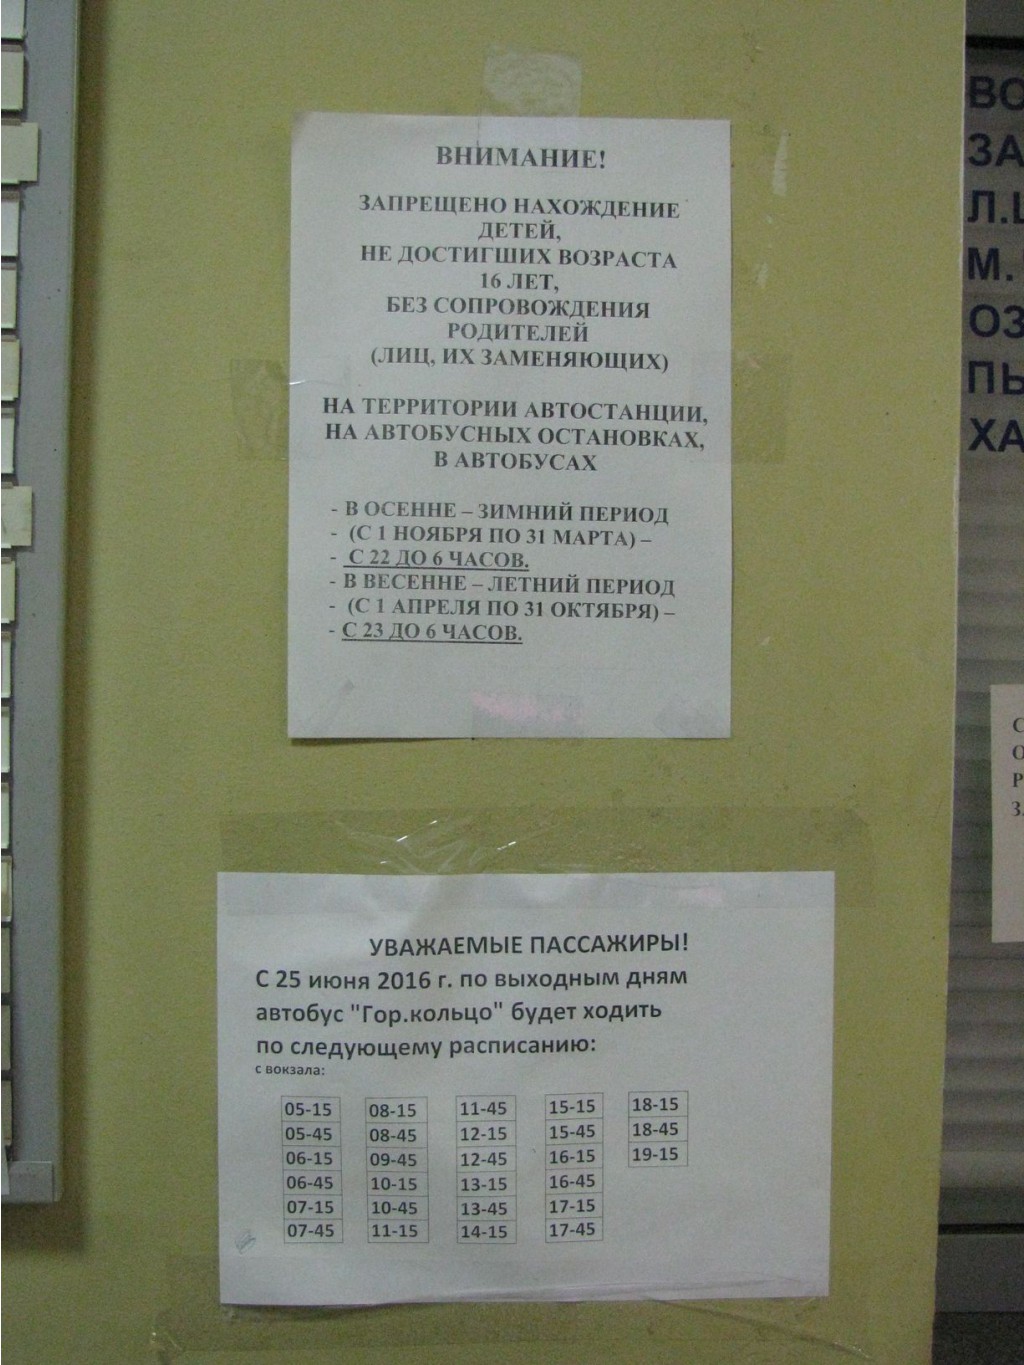 ВНИМАНИЕ!
ЗАПРЕЩЕНО НАХОЖДЕНИЕ
ДЕТЕЙ,
НЕ ДОСТИГШИХ ВОЗРАСТА
16 ЛЕТ,
БЕЗ СОПРОВОЖДЕНИЯ
РОДИТЕЛЕЙ
(ЛИЦ, ИХ ЗАМЕНЯЮЩИХ)
НА ТЕРРИТОРИИ АВТОСТАНЦИИ,
НА АВТОБУСНЫХ ОСТАНОВКАХ,
В АВТОБУСАХ
- В ОСЕННЕ – ЗИМНИЙ ПЕРИОД
- (С 1 НОЯБРЯ ПО 31 МАРТА) –
- С 22 ДО 6 ЧАСОВ.
- В ВЕСЕННЕ – ЛЕТНИЙ ПЕРИОД
- (С 1 АПРЕЛЯ ПО 31 ОКТЯБРЯ) –
- С 23 ДО 6 ЧАСОВ.
УВАЖАЕМЫЕ ПАССАЖИРЫ!
С 25 июня 2016 г. по выходным дням
автобус "Гор.кольцо" будет ходить
по следующему расписанию:
с вокзала:
05-15 08-15 11-45 15-15 18-15
05-45 08-45 12-15 15-45 18-45
06-15 09-45 12-45 16-15 19-15
06-45 10-15 13-15 16-45
07-15 10-45 13-45 17-15
07-45 11-15 14-15 17-45
ВО
ЗА
М.
ОЗ
ПЫ
ХА